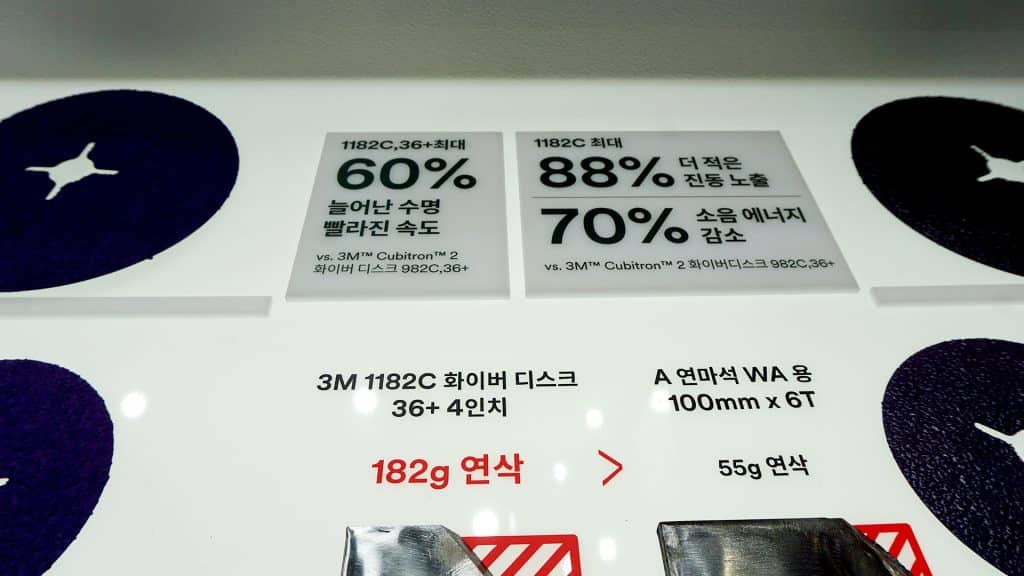 1182C,36+최대
60%
늘어난 수명
빨라진 속도
vs. 3M™ Cubitron™ 2
화이버 디스크 982C,36+
1182C 최대
88% 더 적은
진동 노출
70% 소음 에너지
감소
vs. 3M™ Cubitron™ 2 화이버디스크 982C,36+
3M 1182C 화이버 디스크
36+ 4인치
182g 연삭
>
A 연마석 WA 용
100mm x 6T
55g 연삭